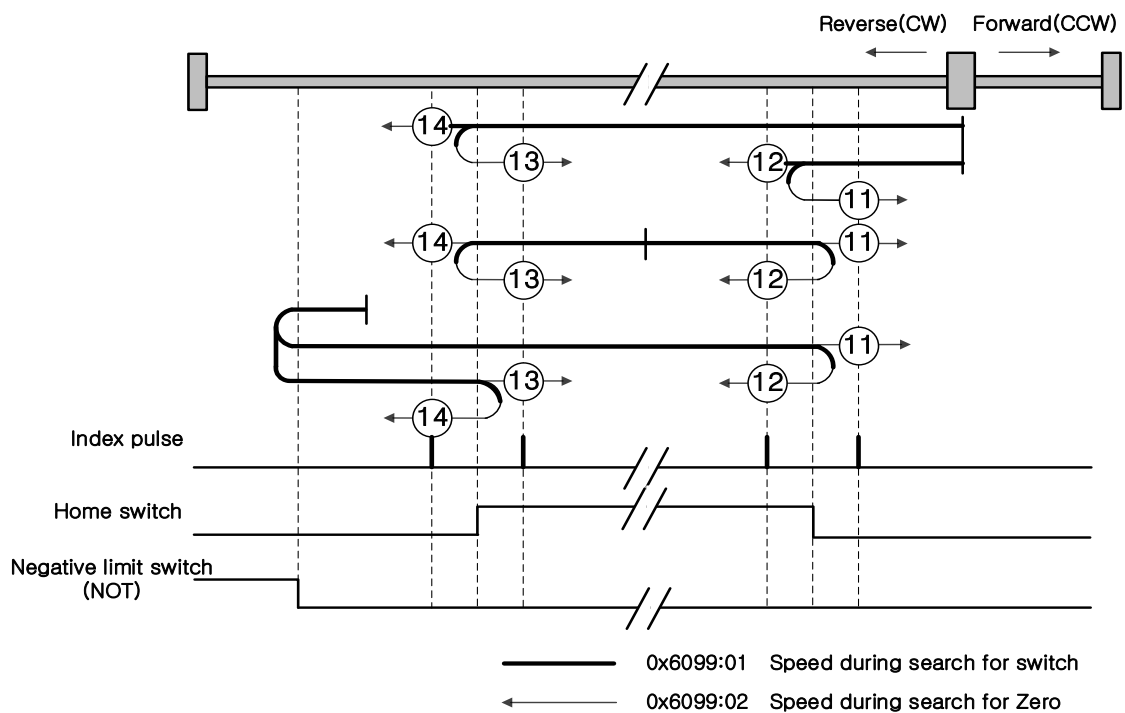 Reverse(CW) Forward(CCW)
14
13
12
11
14
11
13
12
11
13
12
14
Index pulse
Home switch
Negative limit switch
(NOT)
0x6099:01 Speed during search for switch
0x6099:02 Speed during search for Zero